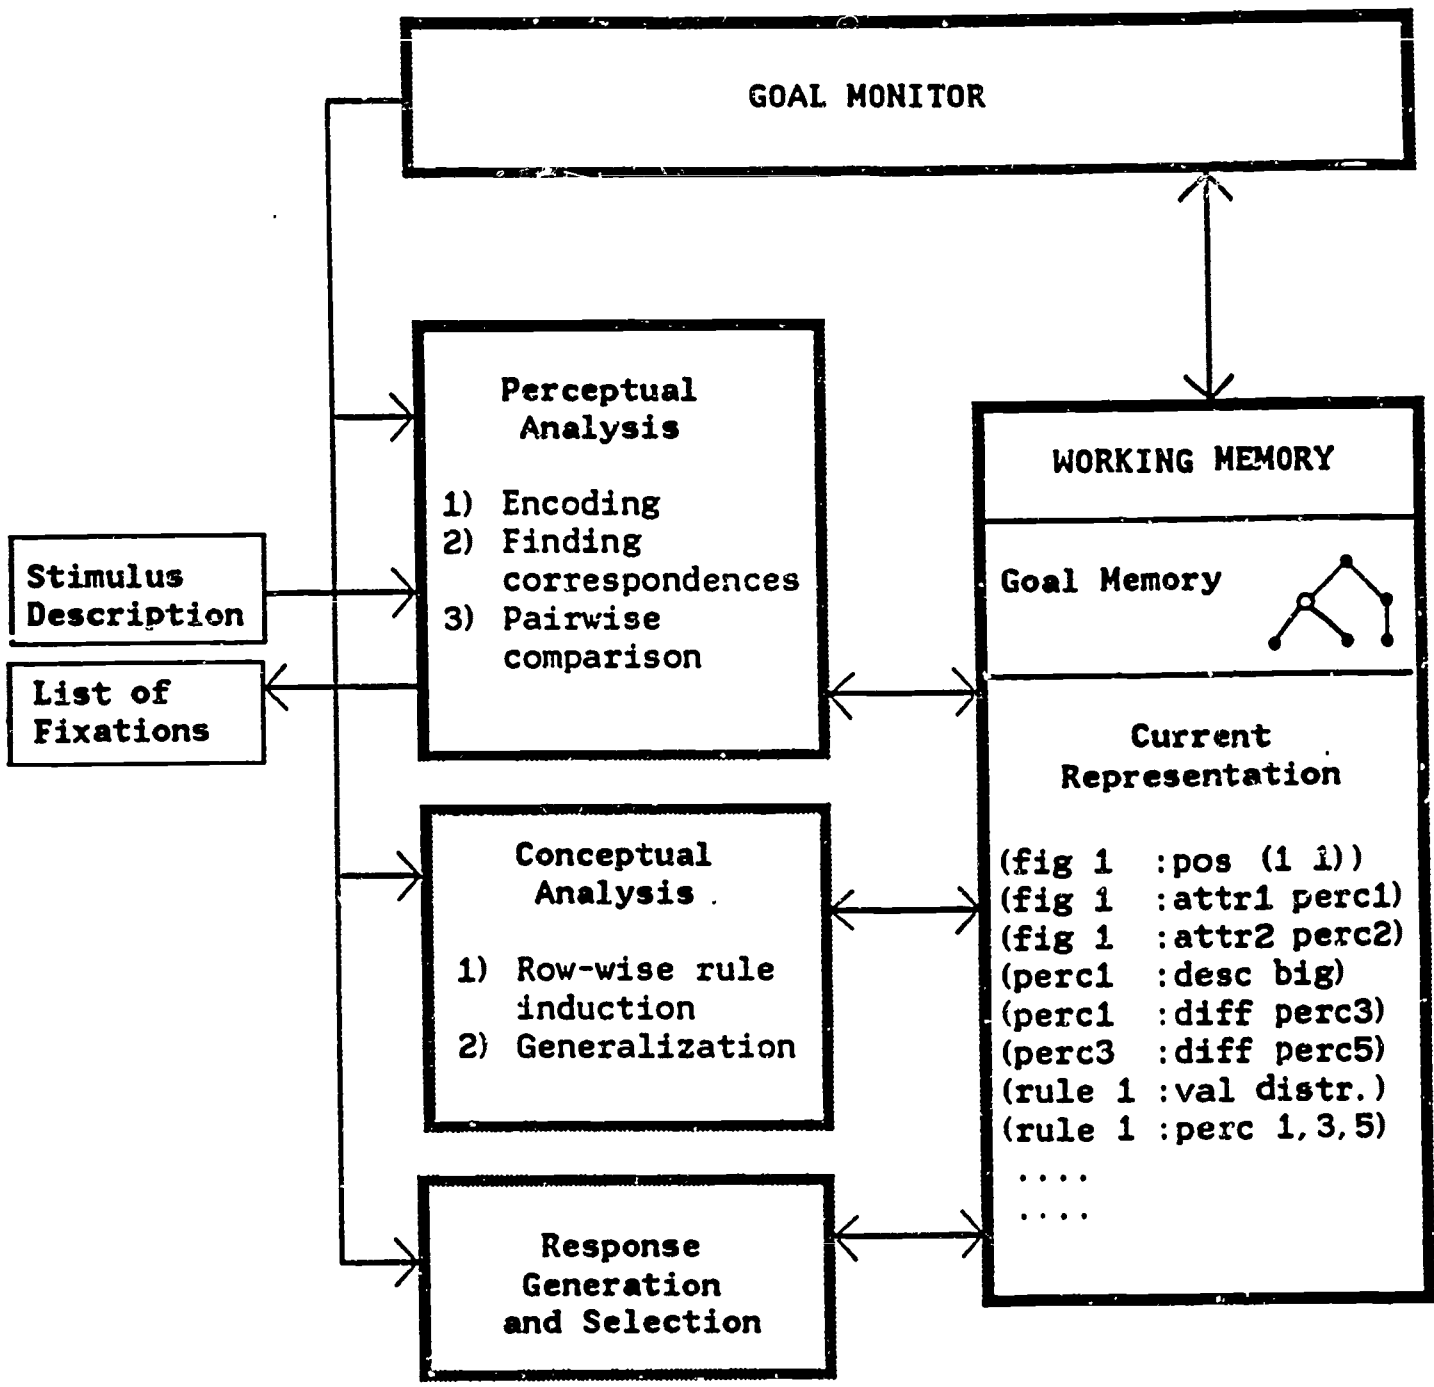 GOAL MONITOR
Perceptual
Analysis
1) Encoding
2) Finding
correspondences
3) Pairwise
comparison
Stimulus
Description
List of
Fixations
Conceptual
Analysis
1) Row-wise rule
induction
2) Generalization
Response
Generation
and Selection
WORKING MEMORY
Goal Memory
Current
Representation
(fig 1 :pos (1 1))
(fig 1 :attr1 perc1)
(fig 1 :attr2 perc2)
(perc1 :desc big)
(perc1 :diff perc3)
(perc3 :diff perc5)
(rule 1 :val distr.)
(rule 1 :perc 1,3,5)
....
....